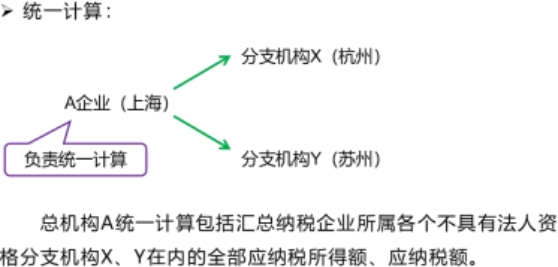 ➢ 统一计算：
分支机构X（杭州）
A企业（上海）
负责统一计算
分支机构Y（苏州）
总机构A统一计算包括汇总纳税企业所属各个不具有法人资
格分支机构X、Y在内的全部应纳税所得额、应纳税额。